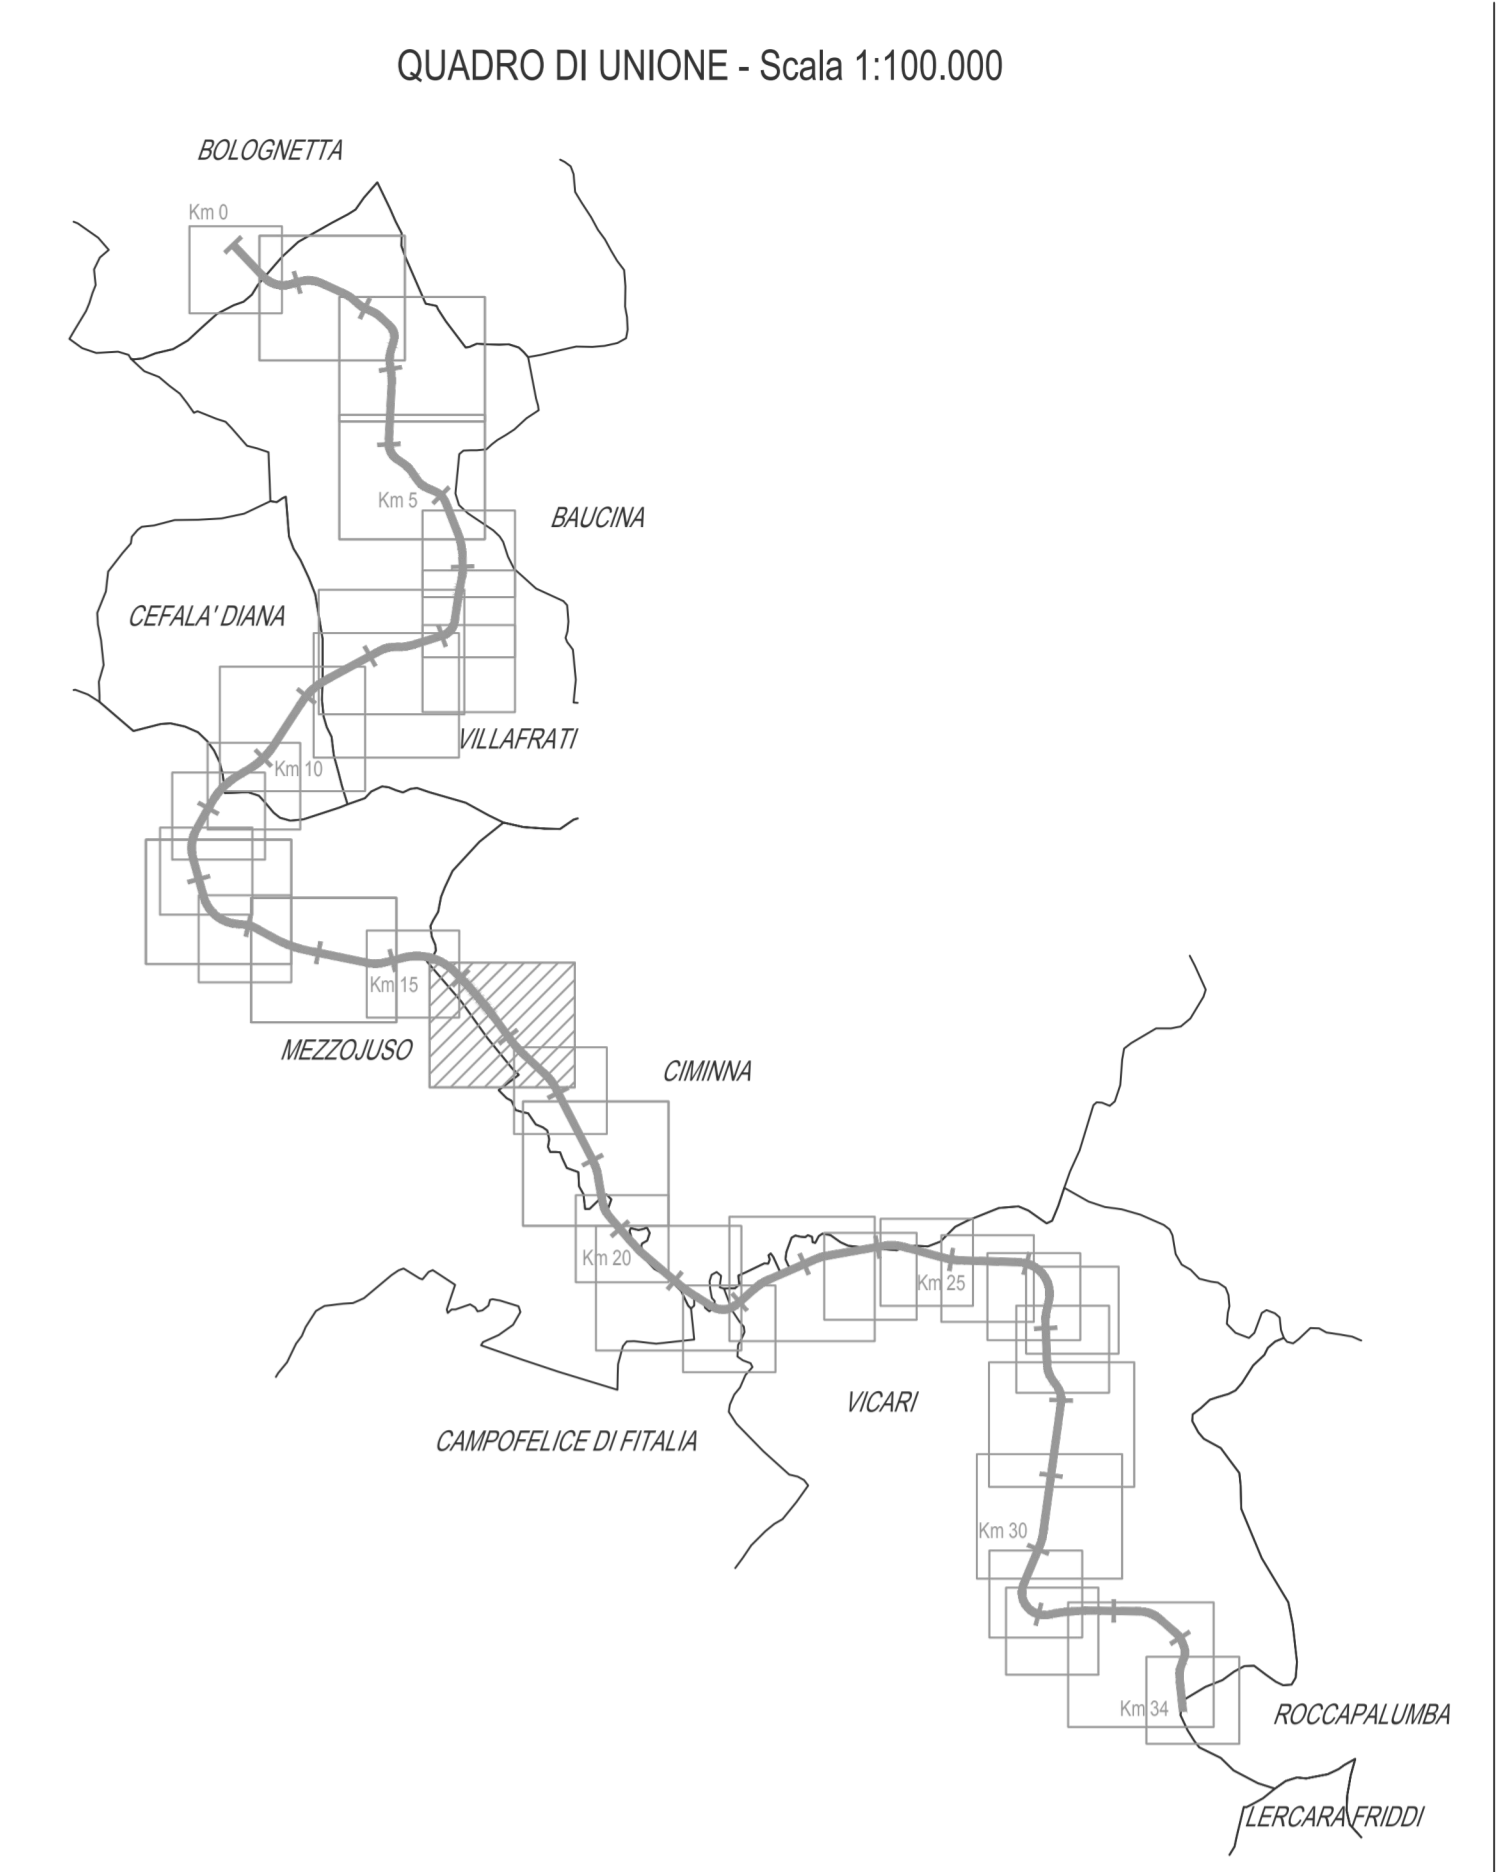 QUADRO DI UNIONE - Scala 1:100.000
BOLOGNETTA
Km 0
Km 5
BAUCINA
CEFALA' DIANA
VILLAFRATI
Km 10
Km 15
MEZZOJUSO
CIMINNA
Km 20
Km 25
VICARI
CAMPOFELICE DI FITALIA
Km 30
Km 34
ROCCAPALUMBA
LERCARA FRIDDI